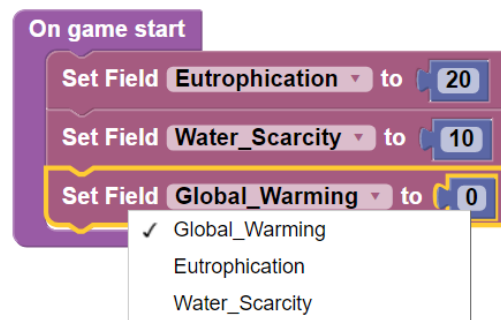 On game start
Set Field Eutrophication to 20
Set Field Water_Scarcity to 10
Set Field Global_Warming to 0
✓ Global_Warming
Eutrophication
Water_Scarcity